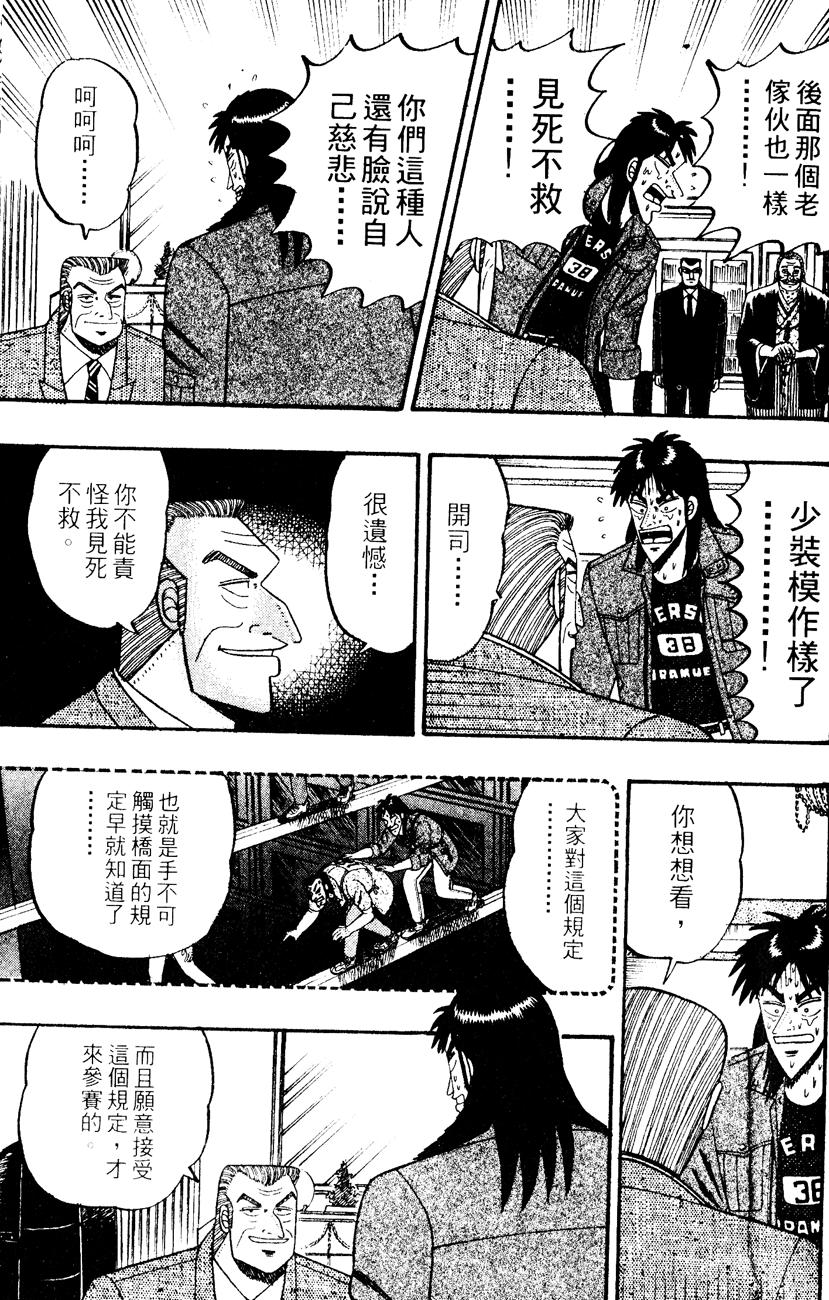 後面那個老
傢伙也一樣
………！
見死不救
………！
你們這種人
還有臉說自
己慈悲……
呵呵呵……
少裝模作樣了
………！
ERS
38
RAMUE
開司……
很遺憾…
你不能責
怪我見死
不救。
你想想看，
大家對這個規定
………
也就是手不可
觸摸橋面的規
定早就知道了
………
而且願意接受
這個規定，才
來參賽的。